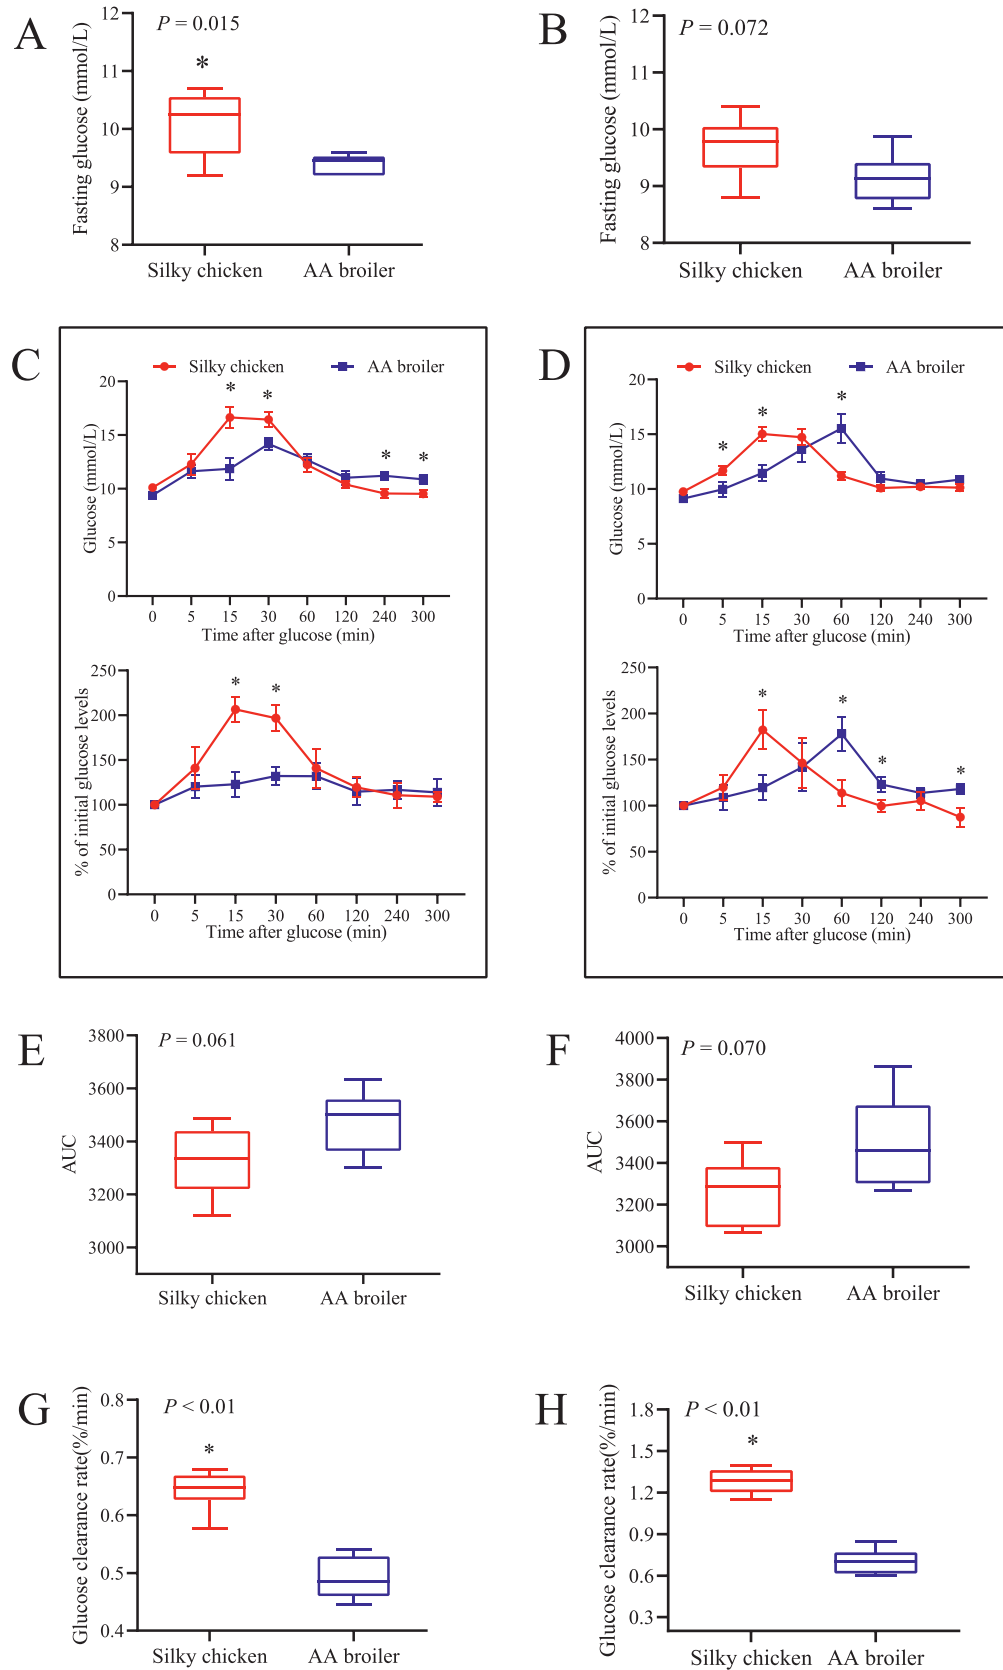 A
P = 0.015
*
Fasting glucose (mmol/L)
12
11
10
9
8
Silky chicken
AA broiler
B
P = 0.072
Fasting glucose (mmol/L)
12
11
10
9
8
Silky chicken
AA broiler
C
Silky chicken
AA broiler
* * * *
Glucose (mmol/L)
20
15
10
5
0
0 5 15 30 60 120 240 300
Time after glucose (min)
* *
% of initial glucose levels
250
200
150
100
50
0
0 5 15 30 60 120 240 300
Time after glucose (min)
D
Silky chicken
AA broiler
* * *
Glucose (mmol/L)
20
15
10
5
0
0 5 15 30 60 120 240 300
Time after glucose (min)
* * * *
% of initial glucose levels
250
200
150
100
50
0
0 5 15 30 60 120 240 300
Time after glucose (min)
E
P = 0.061
AUC
3800
3600
3400
3200
3000
Silky chicken
AA broiler
F
P = 0.070
AUC
4000
3800
3600
3400
3200
3000
Silky chicken
AA broiler
G
P < 0.01
*
Glucose clearance rate(%/min)
0.8
0.7
0.6
0.5
0.4
Silky chicken
AA broiler
H
P < 0.01
*
Glucose clearance rate(%/min)
1.8
1.5
1.2
0.9
0.6
0.3
Silky chicken
AA broiler